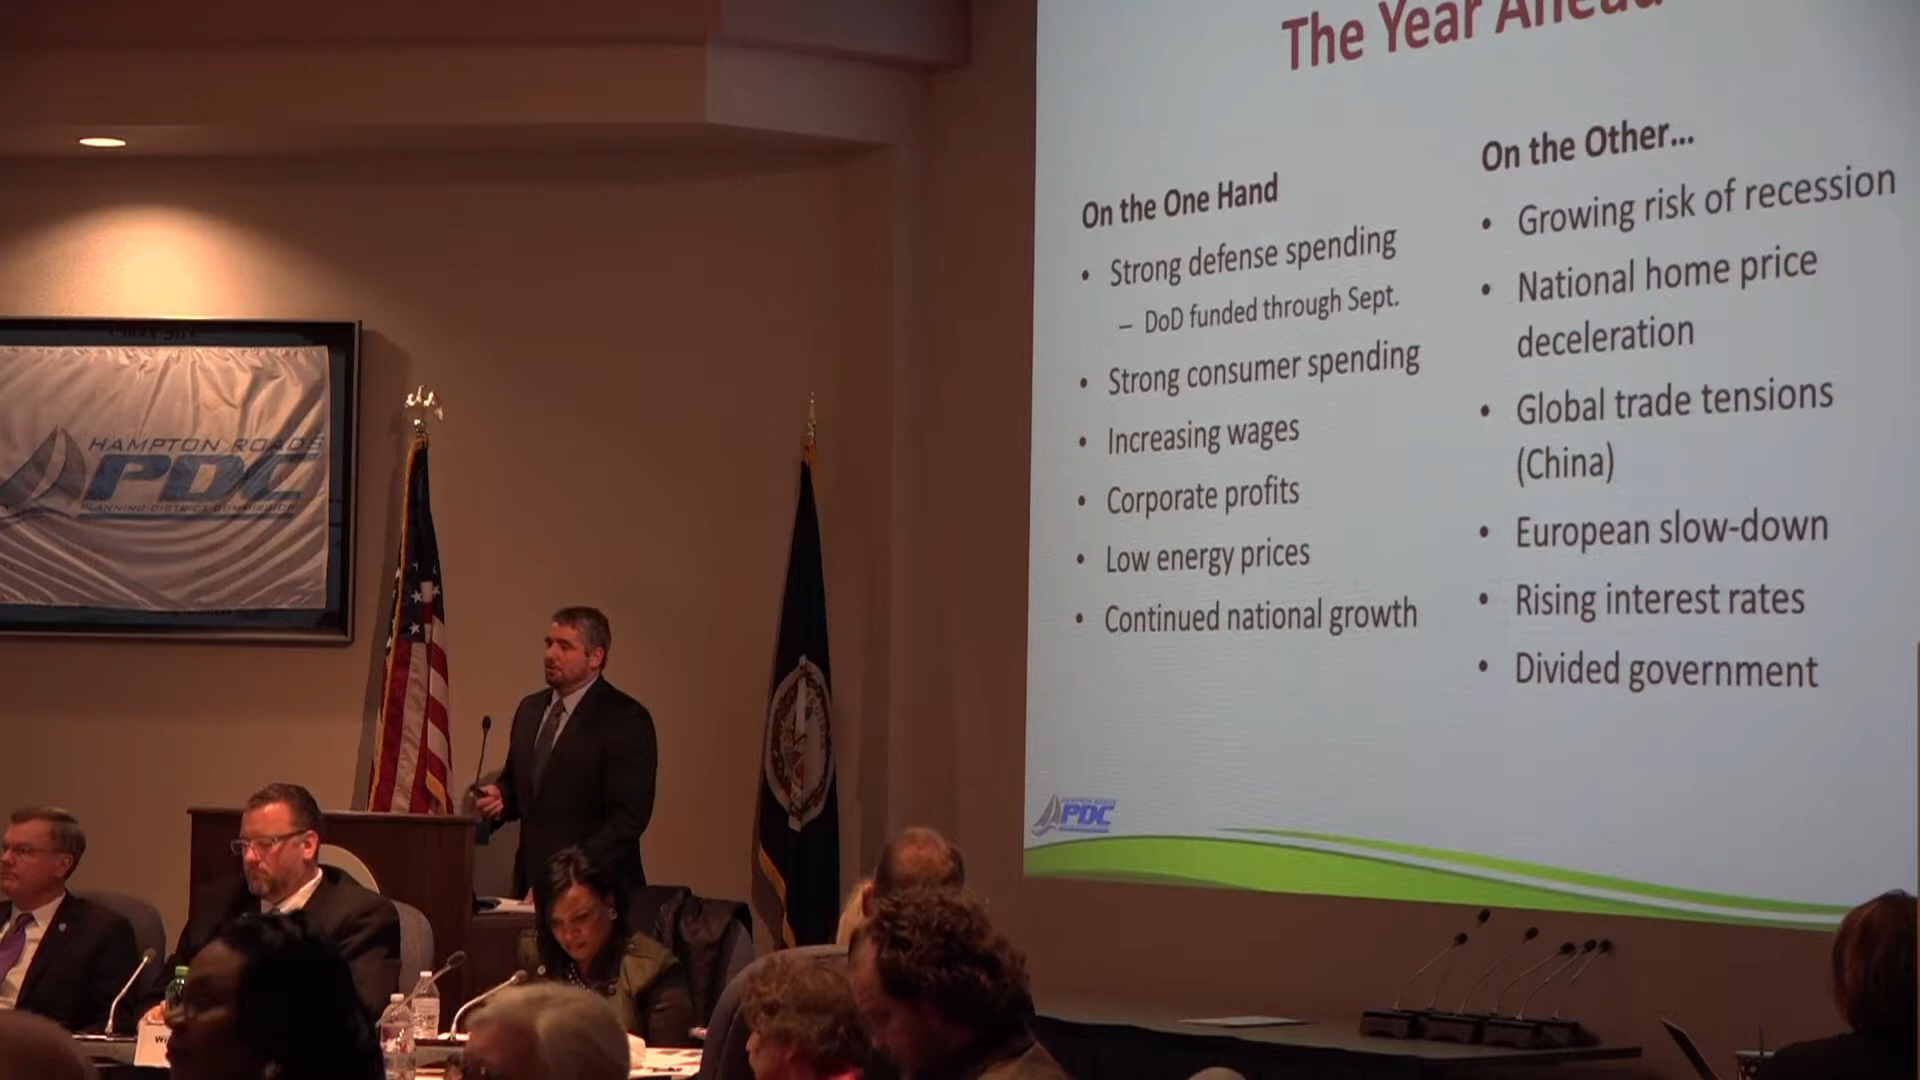 The Year Ahead
On the One Hand
• Strong defense spending
– DoD funded through Sept.
• Strong consumer spending
• Increasing wages
• Corporate profits
• Low energy prices
• Continued national growth
On the Other...
• Growing risk of recession
• National home price
deceleration
• Global trade tensions
(China)
• European slow-down
• Rising interest rates
• Divided government
HAMPTON ROADS
PDC
PLANNING DISTRICT COMMISSION
HAMPTON ROADS
PDC